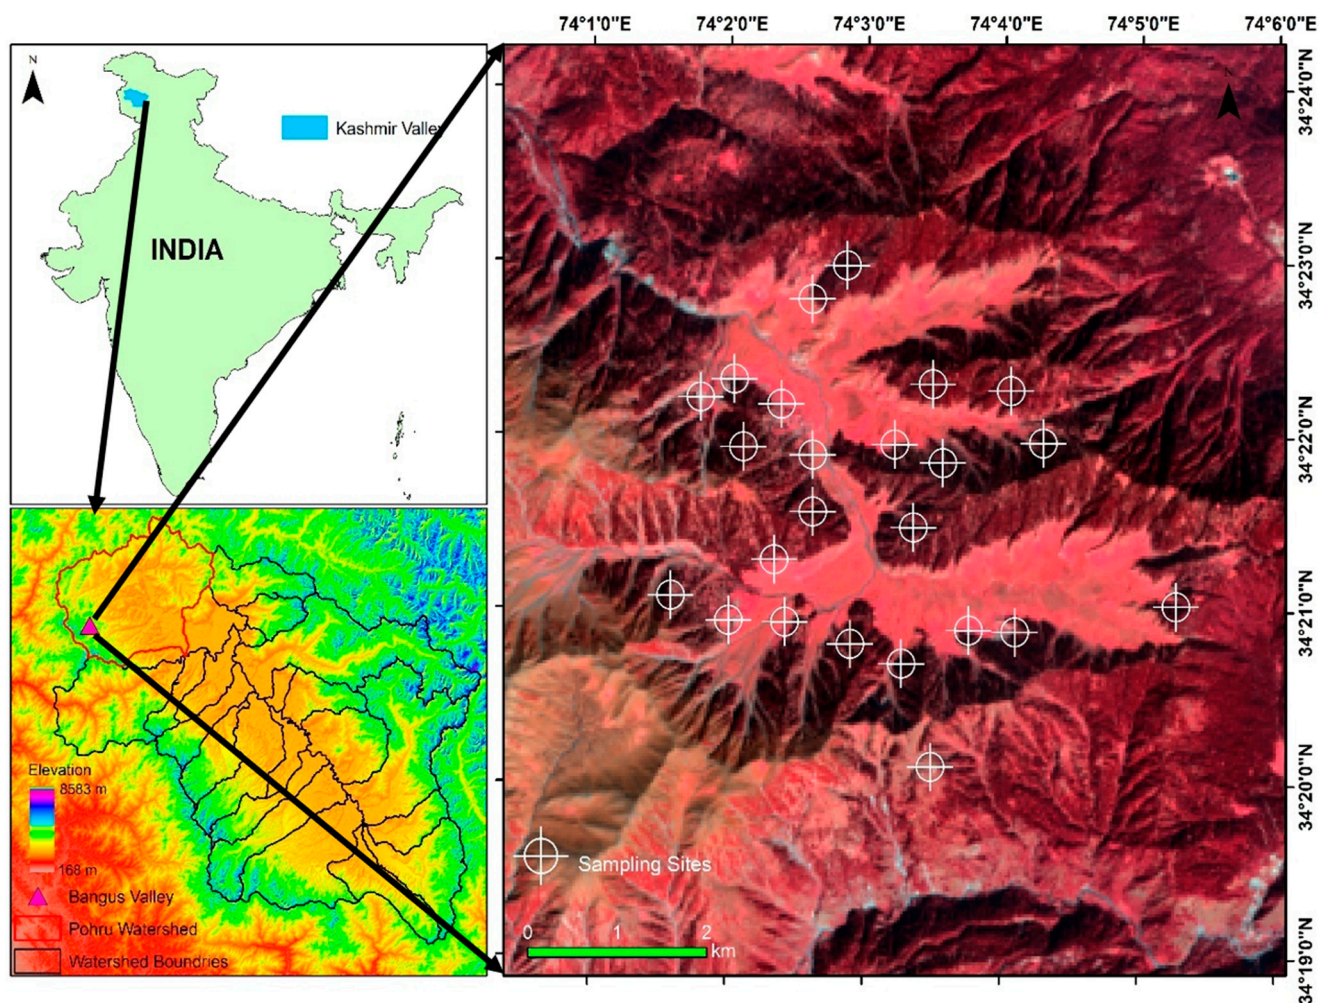 74°1'0"E 74°2'0"E 74°3'0"E 74°4'0"E 74°5'0"E 74°6'0"E
N
Kashmir Valley
INDIA
34°24'0"N
34°23'0"N
34°22'0"N
34°21'0"N
34°20'0"N
34°19'0"N
Elevation
8583 m
168 m
Bangus Valley
Pohru Watershed
Watershed Boundries
Sampling Sites
0 1 2
km